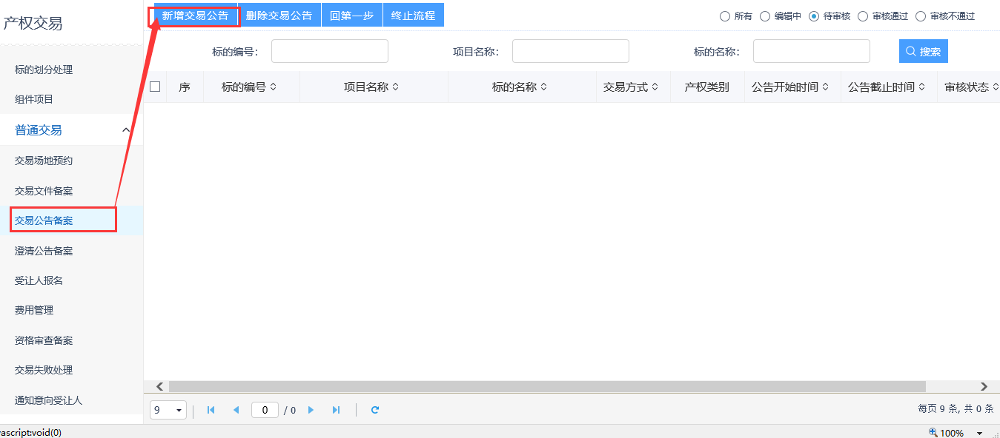 产权交易
标的划分处理
组件项目
普通交易
交易场地预约
交易文件备案
交易公告备案
澄清公告备案
受让人报名
费用管理
资格审查备案
交易失败处理
通知意向受让人
新增交易公告 删除交易公告 回第一步 终止流程
所有 编辑中 待审核 审核通过 审核不通过
标的编号: 项目名称: 标的名称: 搜索
序 标的编号 项目名称 标的名称 交易方式 产权类别 公告开始时间 公告截止时间 审核状态
9 0 / 0 每页 9 条, 共 0 条
ascript:void(0) 100%